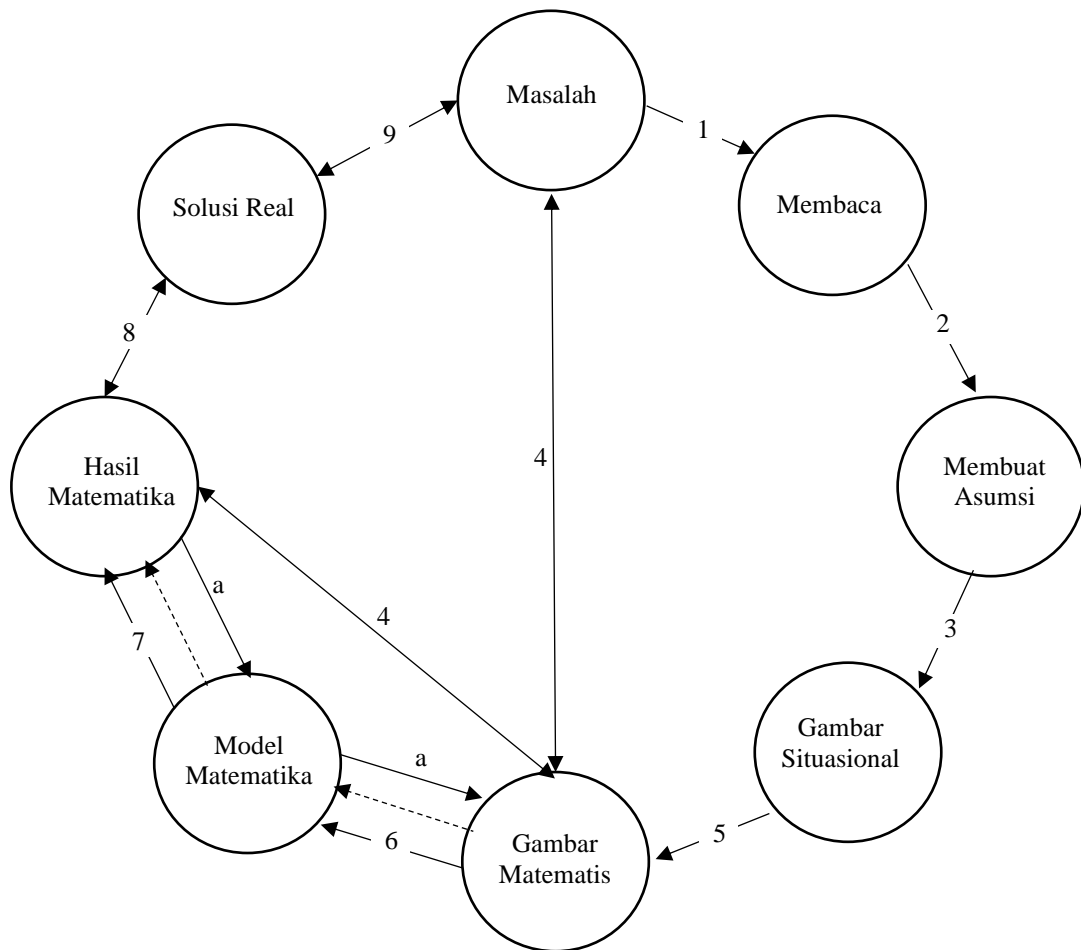 Masalah
9
1
Solusi Real
Membaca
8
2
Hasil
Matematika
4
Membuat
Asumsi
a
4
7
3
Model
Matematika
a
Gambar
Situasional
6
5
Gambar
Matematis